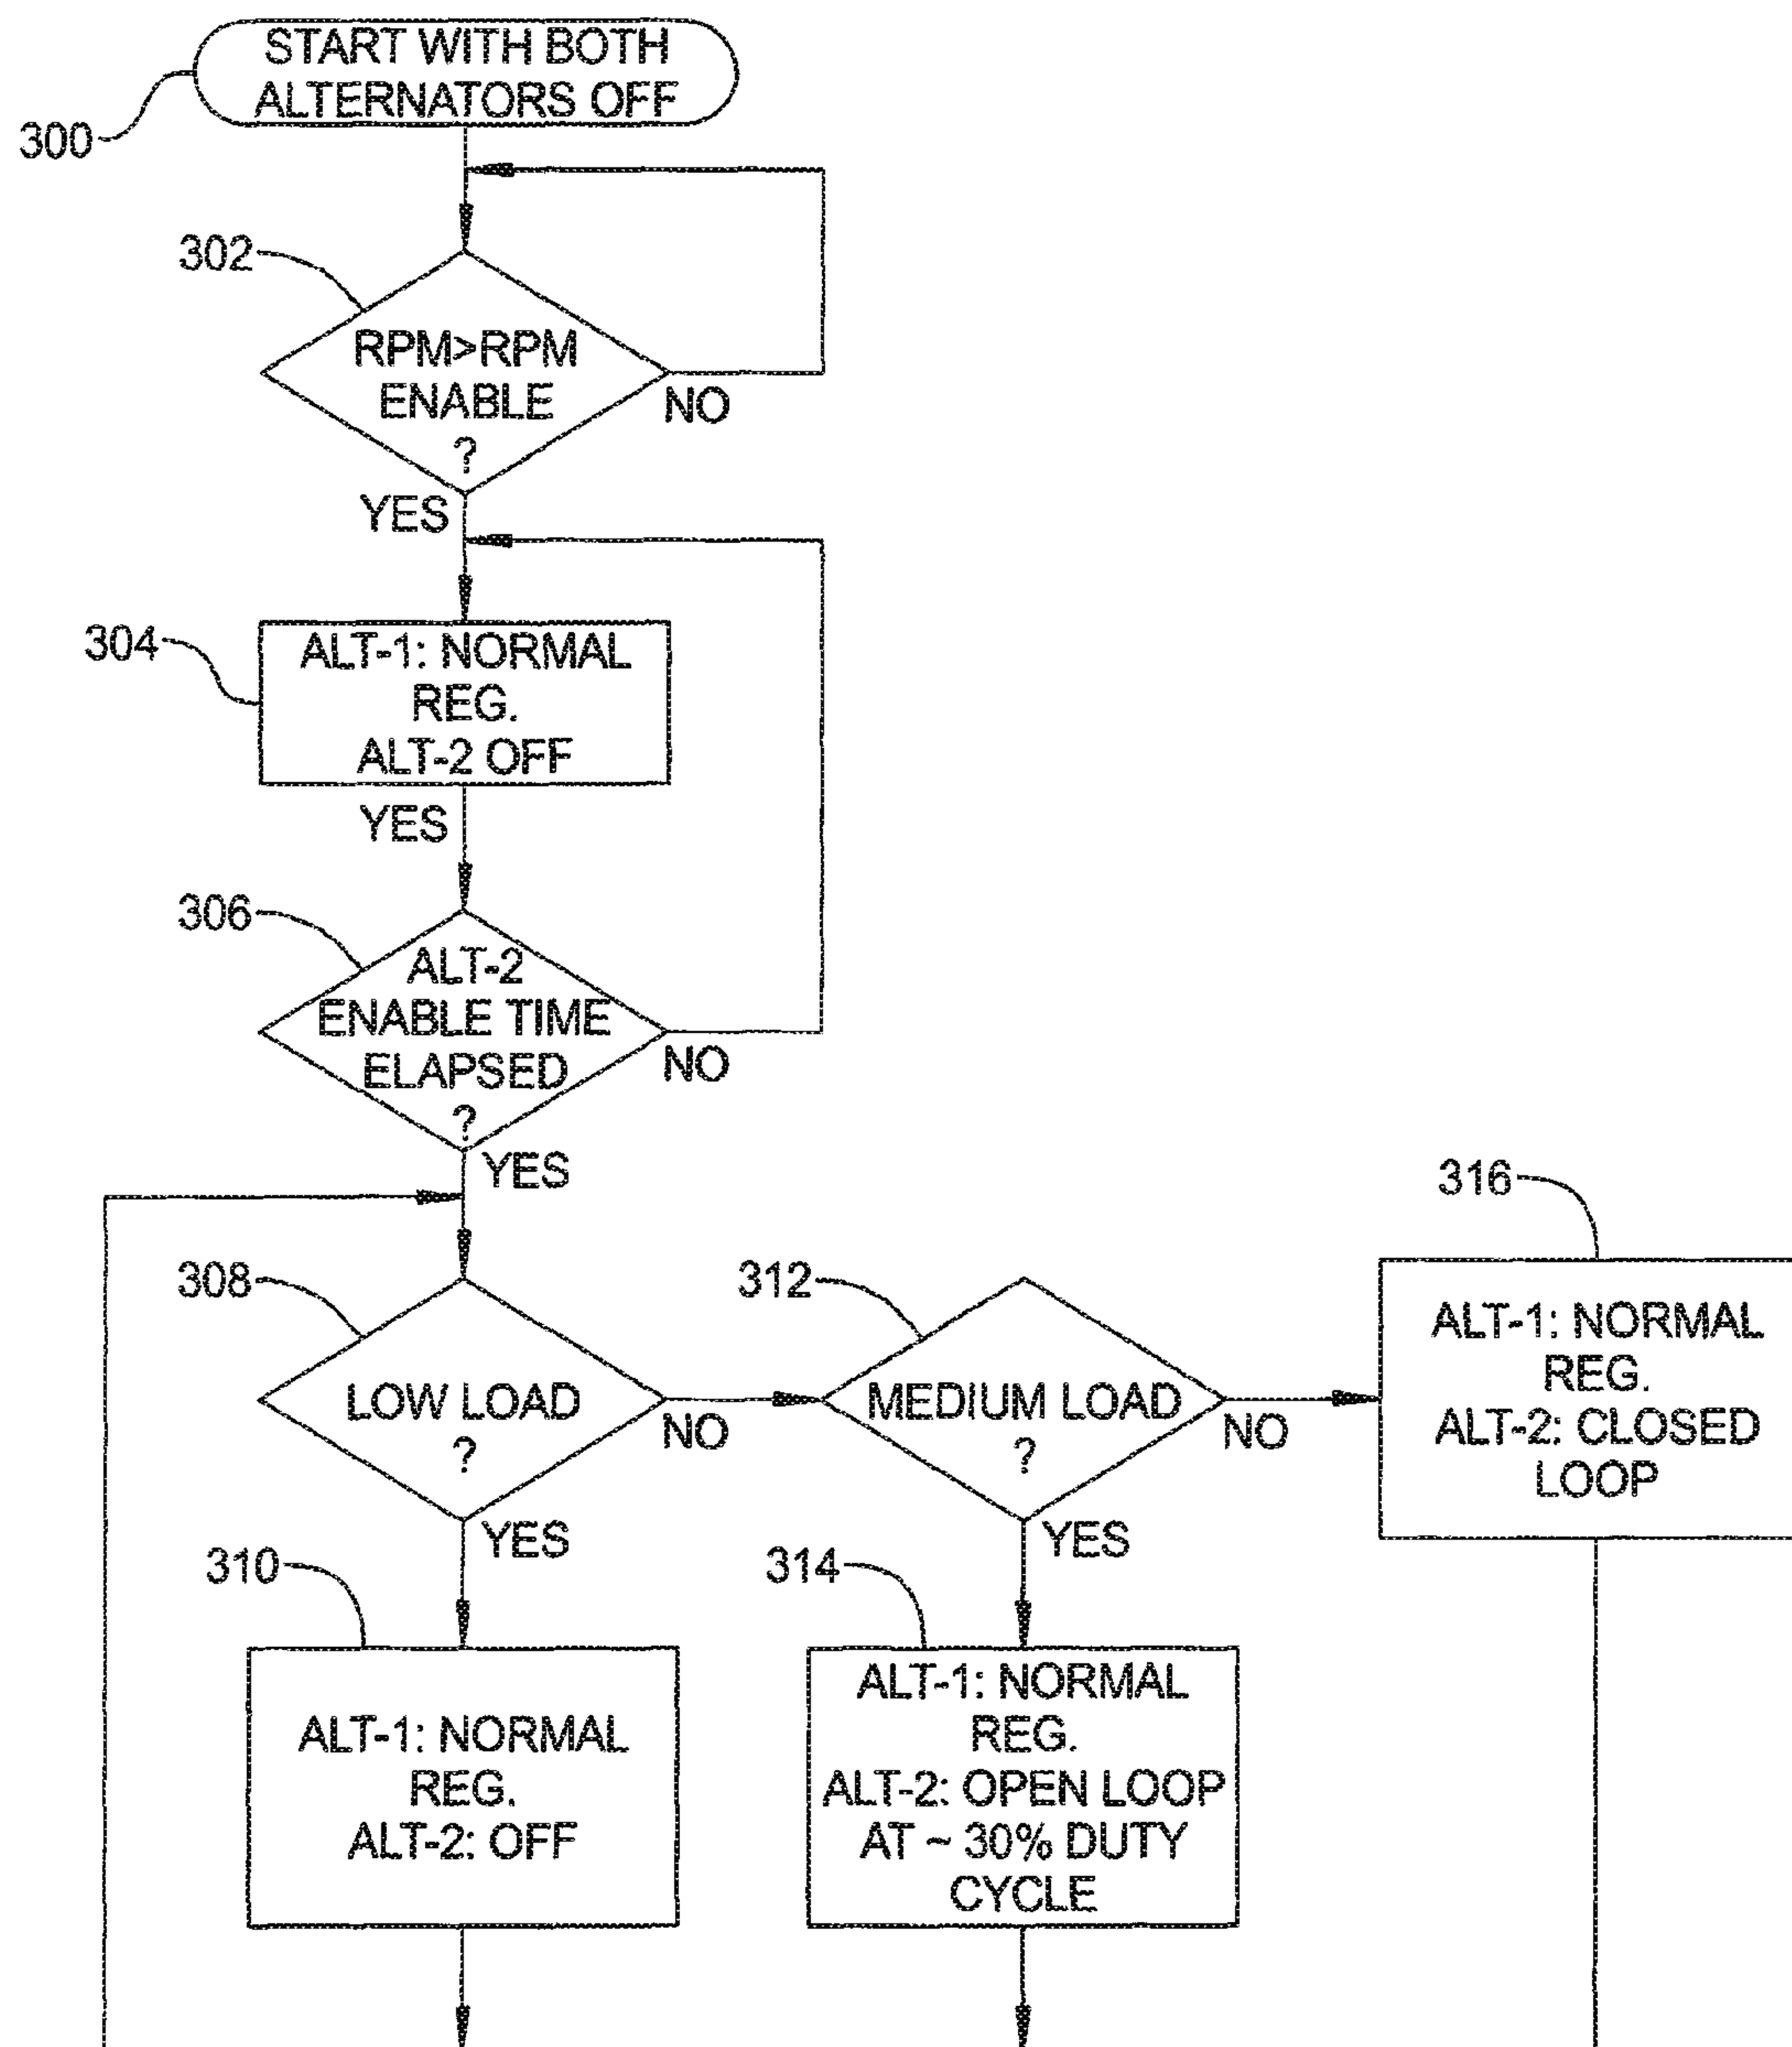 START WITH BOTH
ALTERNATORS OFF
300
302
RPM>RPM
ENABLE
?
NO
YES
304
ALT-1: NORMAL
REG.
ALT-2 OFF
YES
306
ALT-2
ENABLE TIME
ELAPSED
?
NO
YES
308
LOW LOAD
?
NO
YES
312
MEDIUM LOAD
?
NO
YES
316
ALT-1: NORMAL
REG.
ALT-2: CLOSED
LOOP
310
ALT-1: NORMAL
REG.
ALT-2: OFF
314
ALT-1: NORMAL
REG.
ALT-2: OPEN LOOP
AT ~ 30% DUTY
CYCLE